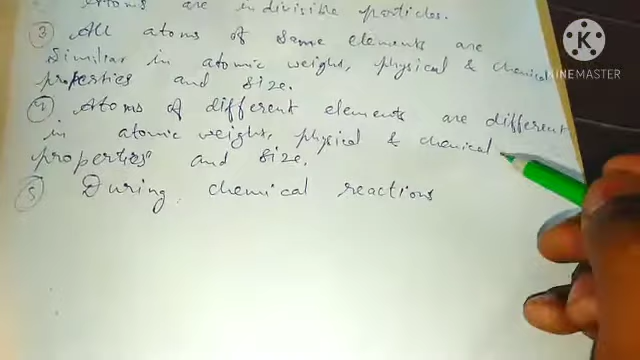 Atoms are indivisible particles.
③ All atoms of same elements are
similar in atomic weight, physical & chemical
properties and size.
④ Atoms of different elements are different
in atomic weight, physical & chemical
properties and size.
⑤ During chemical reactions
KINEMASTER